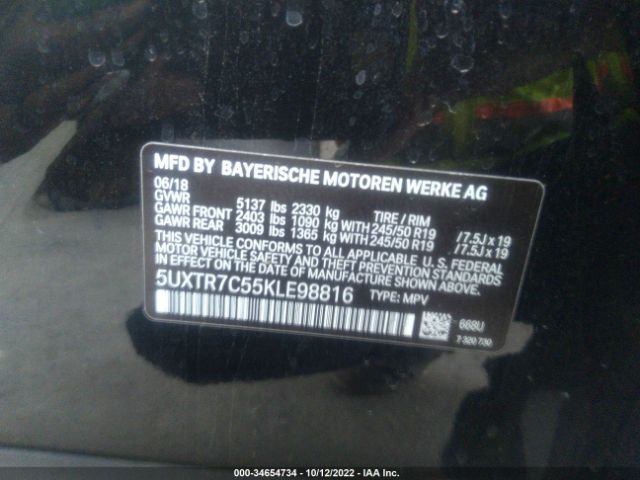 MFD BY BAYERISCHE MOTOREN WERKE AG
06/18
GVWR 5137 lbs 2330 kg TIRE / RIM
GAWR FRONT 2403 lbs 1090 kg WITH 245/50 R19 /7.5J x 19
GAWR REAR 3009 lbs 1365 kg WITH 245/50 R19 /7.5J x 19
THIS VEHICLE CONFORMS TO ALL APPLICABLE U. S. FEDERAL
MOTOR VEHICLE SAFETY AND THEFT PREVENTION STANDARDS
IN EFFECT ON THE DATE OF MANUFACTURE SHOWN ABOVE.
5UXTR7C55KLE98816 TYPE: MPV
668U
7 320 730
000-34654734 - 10/12/2022 - IAA Inc.